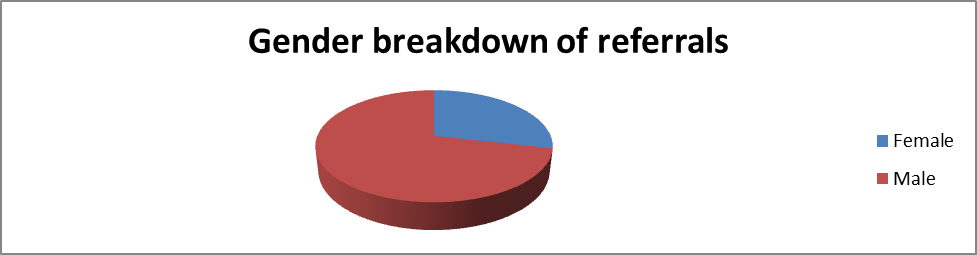 Gender breakdown of referrals
Female
Male